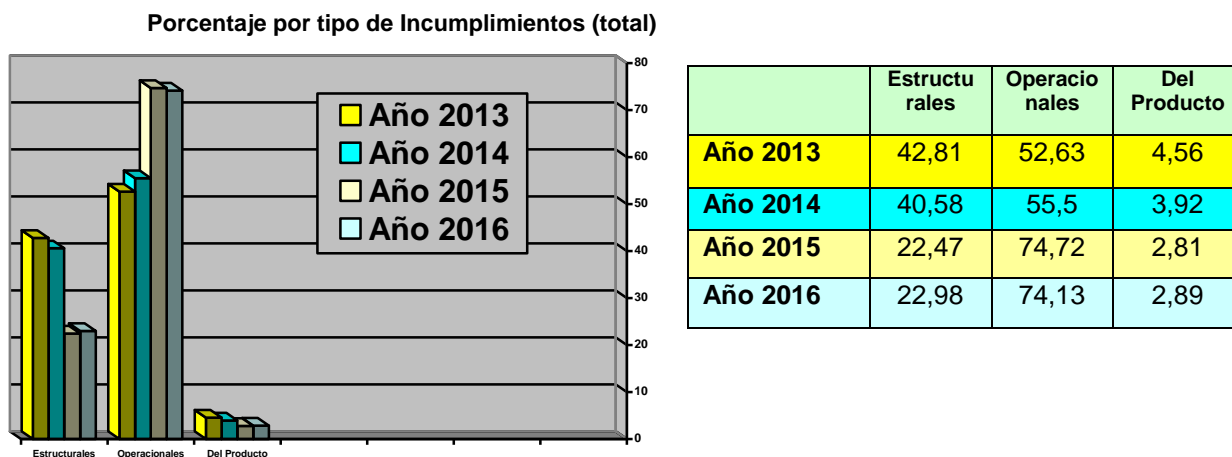 Porcentaje por tipo de Incumplimientos (total)
80
70
60
50
40
30
20
10
0
Año 2013
Año 2014
Año 2015
Año 2016
Estructurales Operacionales Del Producto
Estructu Operacio Del
rales nales Producto
Año 2013 42,81 52,63 4,56
Año 2014 40,58 55,5 3,92
Año 2015 22,47 74,72 2,81
Año 2016 22,98 74,13 2,89